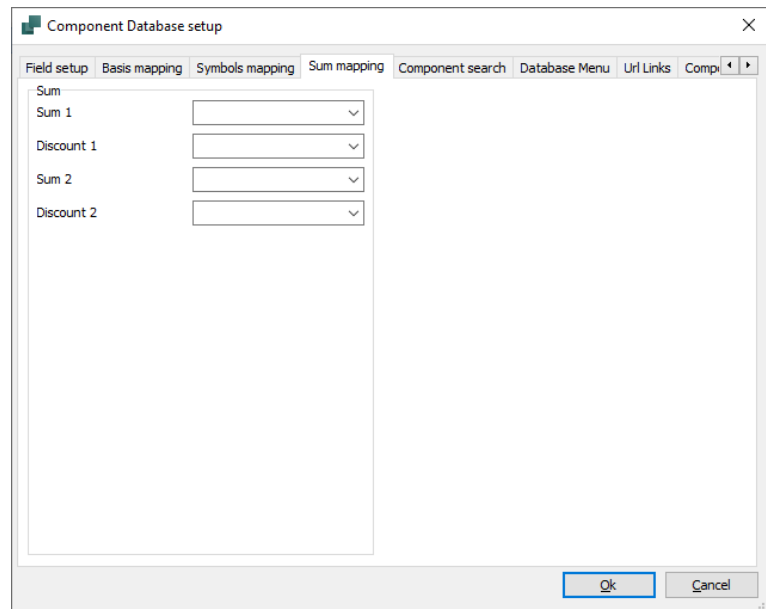 Component Database setup
Field setup Basis mapping Symbols mapping Sum mapping Component search Database Menu Url Links
Sum
Sum 1
Discount 1
Sum 2
Discount 2
Ok Cancel